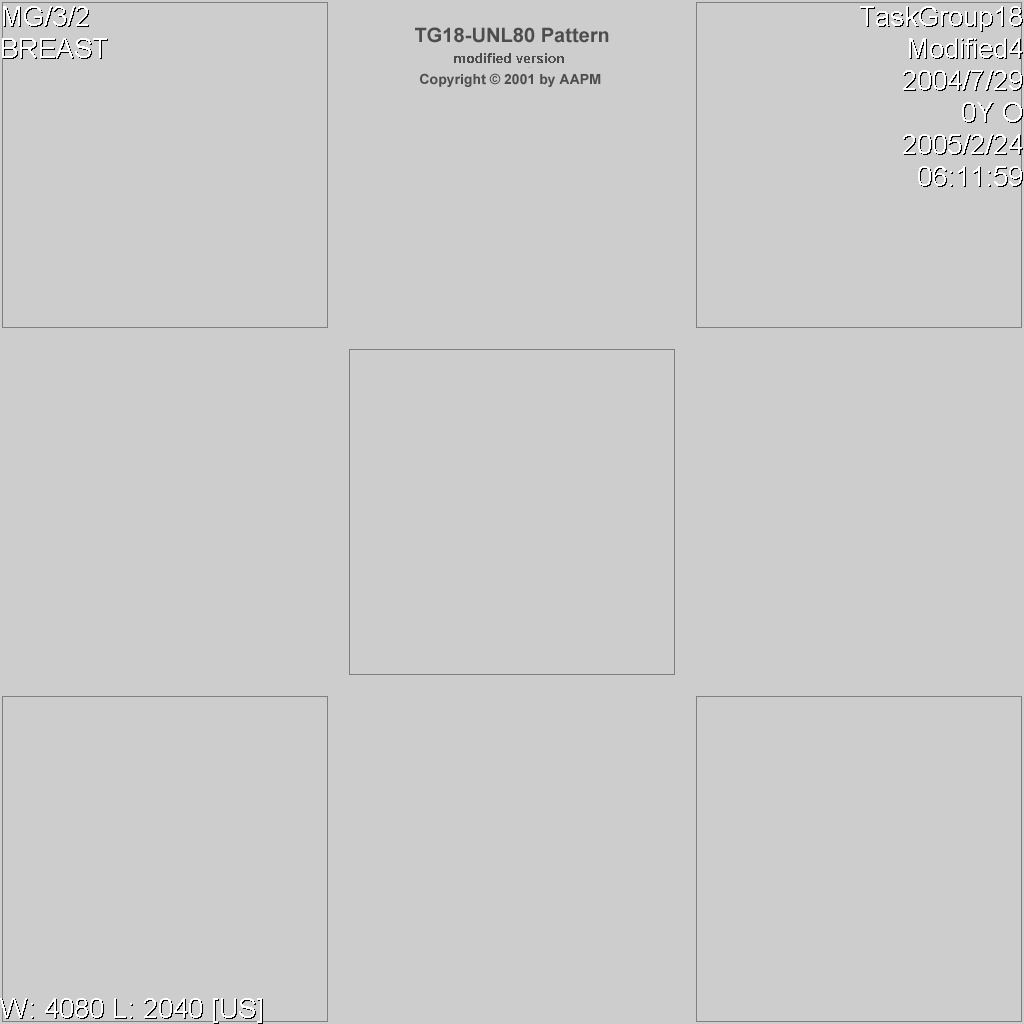 MG/3/2
BREAST
TG18-UNL80 Pattern
modified version
Copyright © 2001 by AAPM
TaskGroup18
Modified4
2004/7/29
0Y O
2005/2/24
06:11:59
W: 4080 L: 2040 [US]